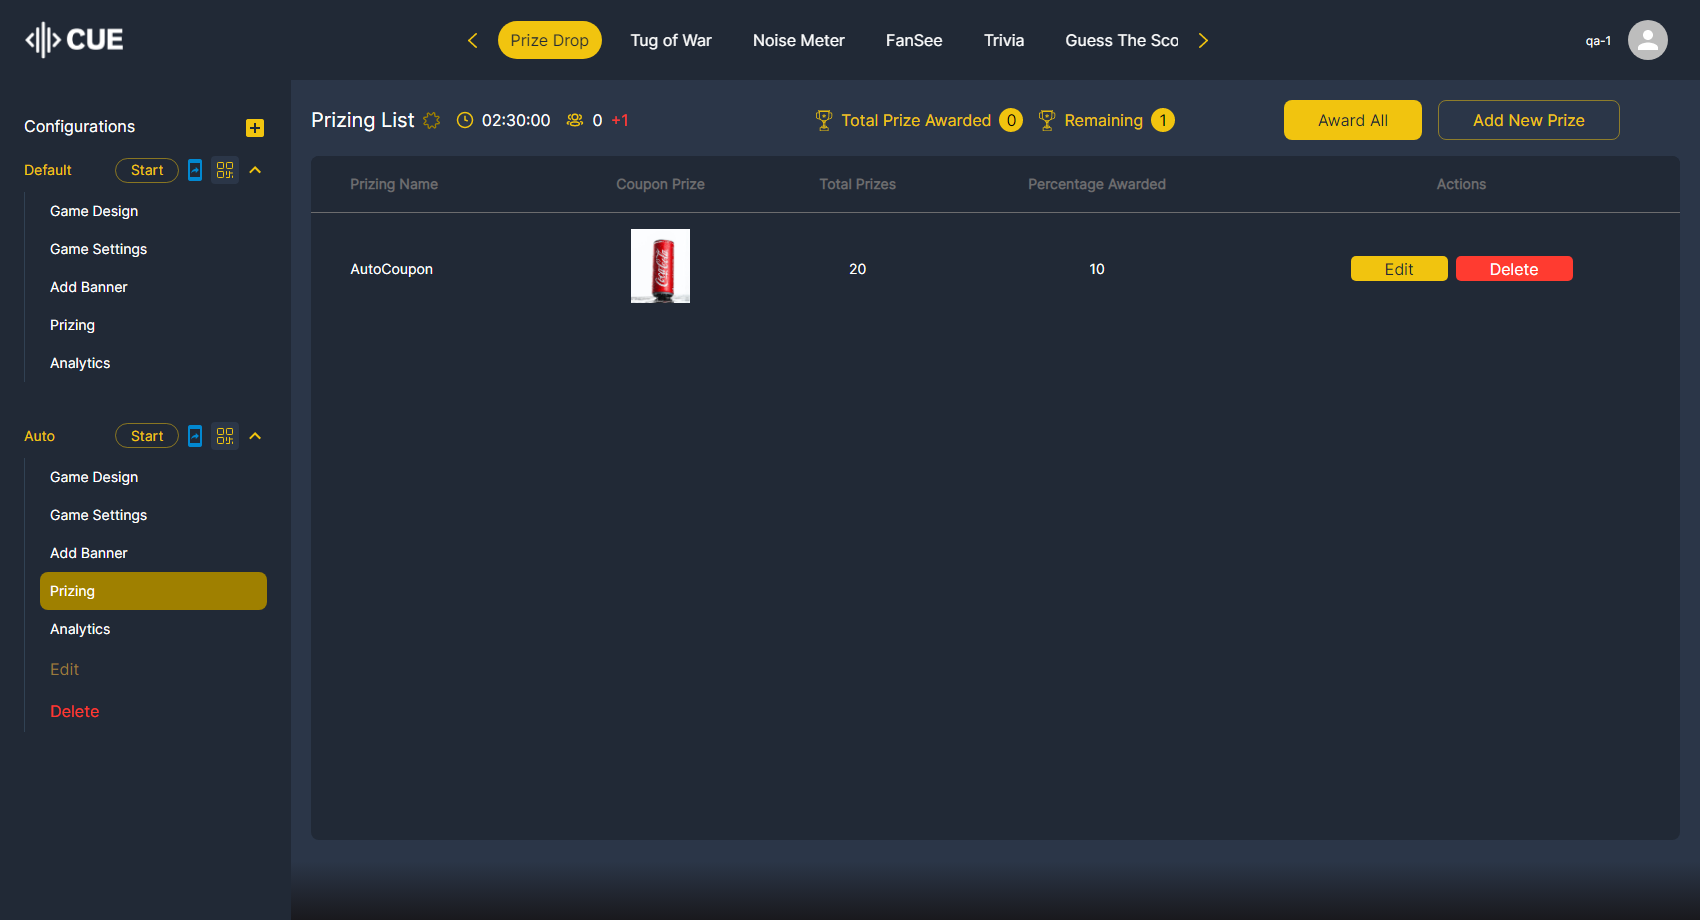 CUE
Prize Drop
Tug of War
Noise Meter
FanSee
Trivia
Guess The Sco
qa-1
Configurations
Default
Start
Game Design
Game Settings
Add Banner
Prizing
Analytics
Auto
Start
Game Design
Game Settings
Add Banner
Prizing
Analytics
Edit
Delete
Prizing List
02:30:00
0 +1
Total Prize Awarded 0
Remaining 1
Award All
Add New Prize
Prizing Name
Coupon Prize
Total Prizes
Percentage Awarded
Actions
AutoCoupon
Coca-Cola
20
10
Edit
Delete